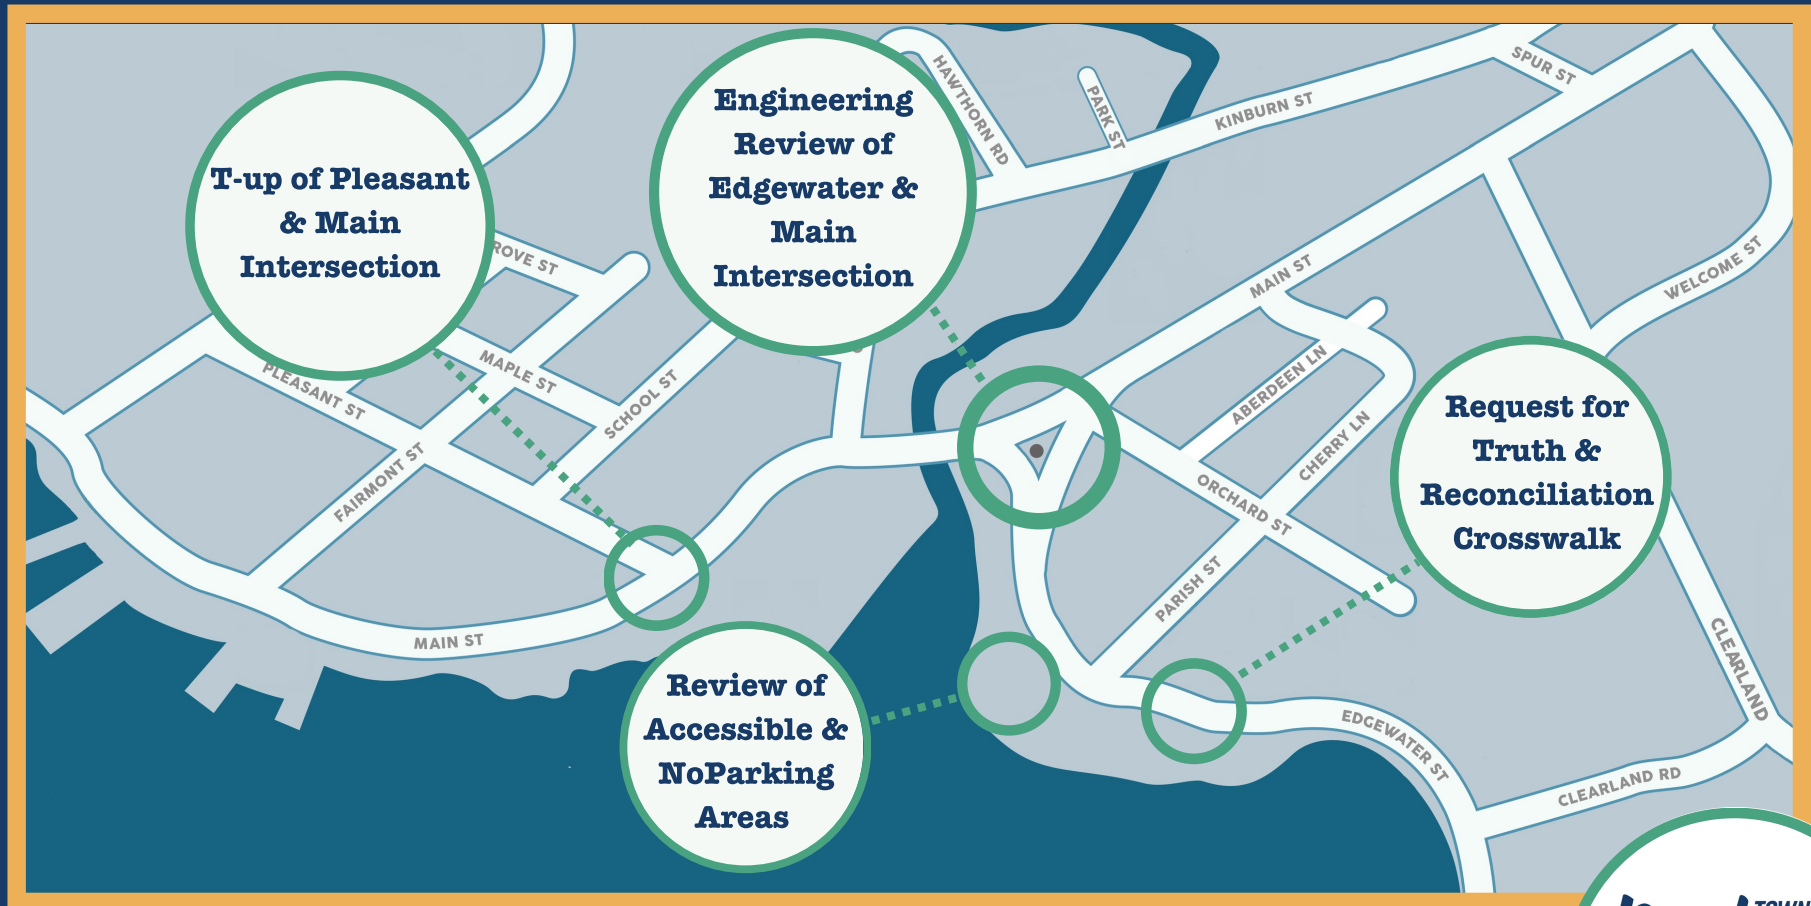 T-up of Pleasant
& Main
Intersection
Engineering
Review of
Edgewater &
Main
Intersection
HAWTHORN RD
PARK ST
KINBURN ST
SPUR ST
MAIN ST
WELCOME ST
ROVE ST
MAPLE ST
PLEASANT ST
SCHOOL ST
FAIRMONT ST
MAIN ST
ABERDEEN LN
CHERRY LN
ORCHARD ST
PARISH ST
Request for
Truth &
Reconciliation
Crosswalk
Review of
Accessible &
NoParking
Areas
EDGEWATER ST
CLEARLAND
CLEARLAND RD
TOWN